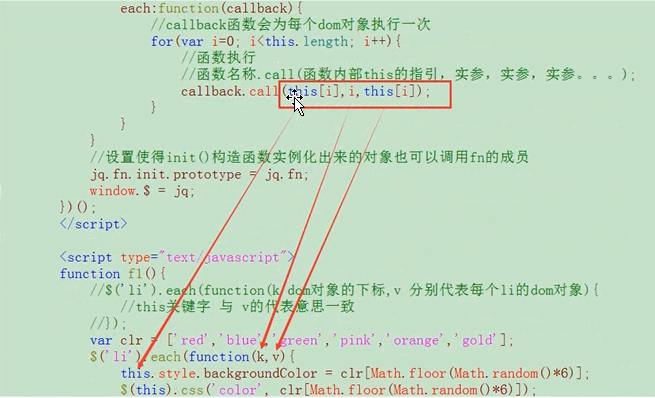 each:function(callback){
//callback函数会为每个dom对象执行一次
for(var i=0; i<this.length; i++){
//函数执行
//函数名称.call(函数内部this的指引，实参，实参，实参。。。);
callback.call(this[i],i,this[i]);
}
}
}
//设置使得init()构造函数实例化出来的对象也可以调用fn的成员
jq.fn.init.prototype = jq.fn;
window.$ = jq;
})();
</script>
<script type="text/javascript">
function f1(){
//$('li').each(function(k dom对象的下标,v 分别代表每个li的dom对象){
//this关键字 与 v的代表意思一致
//});
var clr = ['red','blue','green','pink','orange','gold'];
$('li').each(function(k,v){
this.style.backgroundColor = clr[Math.floor(Math.random()*6)];
$(this).css('color', clr[Math.floor(Math.random()*6)]);